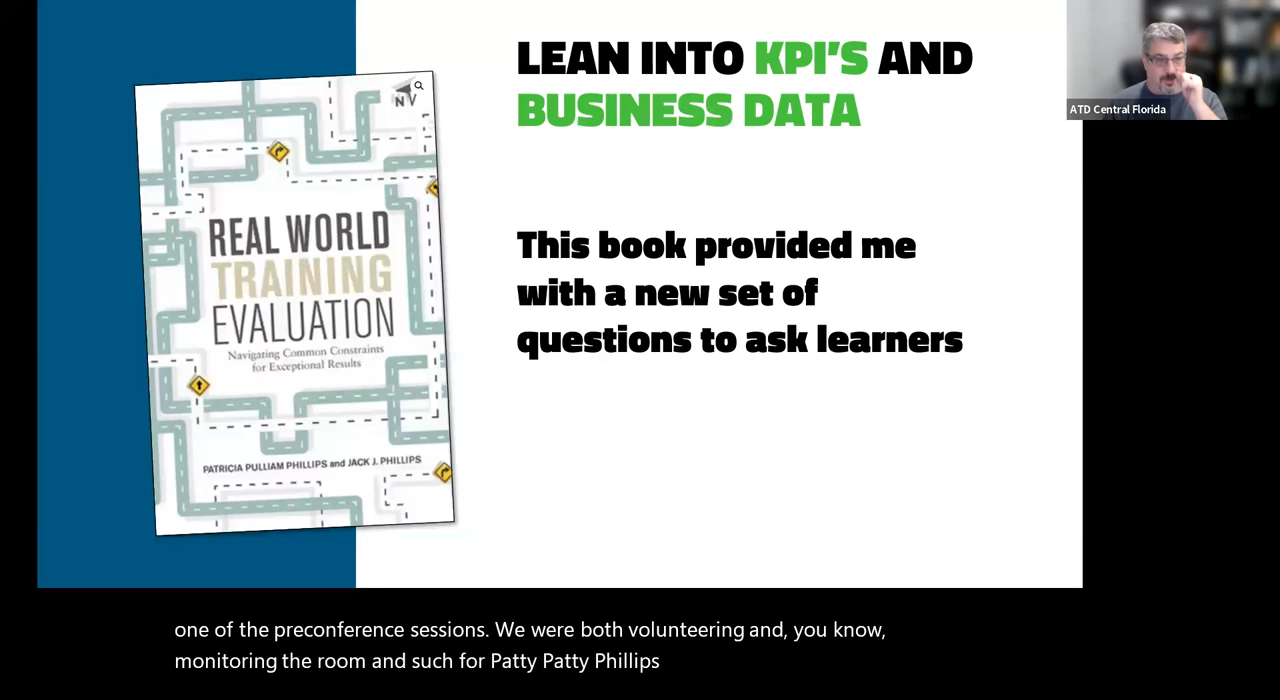 LEAN INTO KPI'S AND
BUSINESS DATA
ATD Central Florida
NV
REAL WORLD
TRAINING
EVALUATION
Navigating Common Constraints
for Exceptional Results
PATRICIA PULLIAM PHILLIPS and JACK J. PHILLIPS
This book provided me
with a new set of
questions to ask learners
one of the preconference sessions. We were both volunteering and, you know,
monitoring the room and such for Patty Patty Phillips